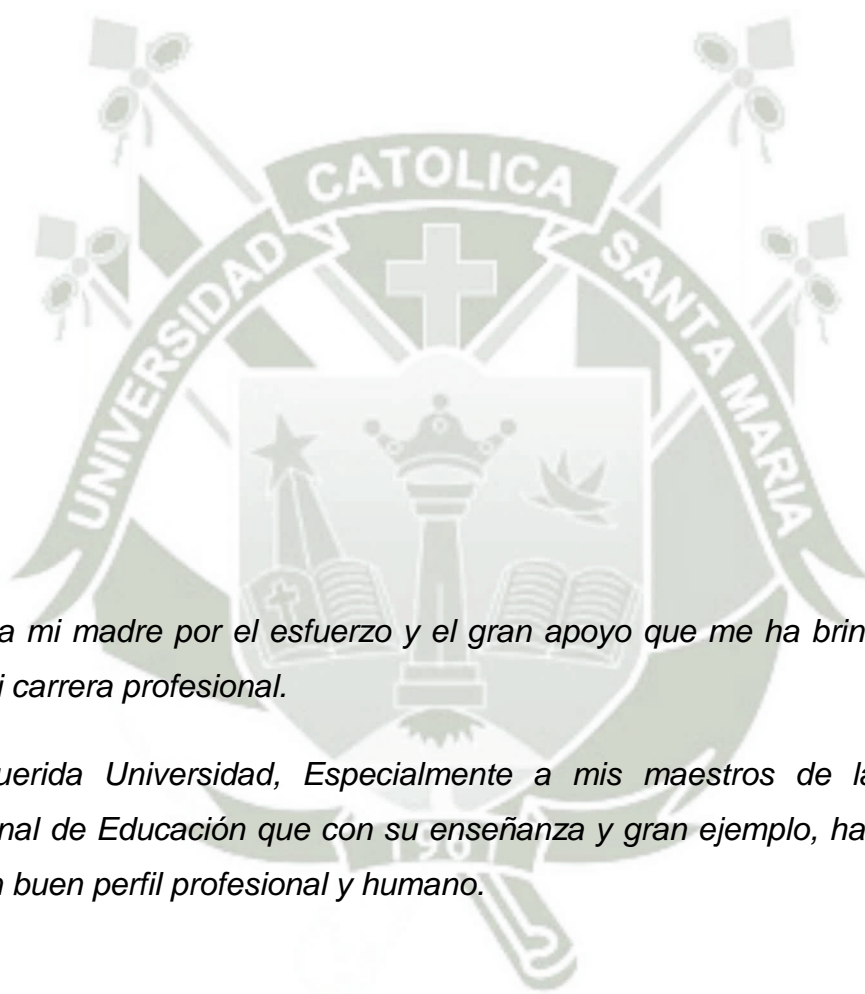 UNIVERSIDAD CATOLICA SANTA MARIA
a mi madre por el esfuerzo y el gran apoyo que me ha brin
i carrera profesional.
uerida Universidad, Especialmente a mis maestros de la
nal de Educación que con su enseñanza y gran ejemplo, ha
n buen perfil profesional y humano.